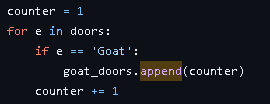 counter = 1
for e in doors:
    if e == 'Goat':
        goat_doors.append(counter)
    counter += 1